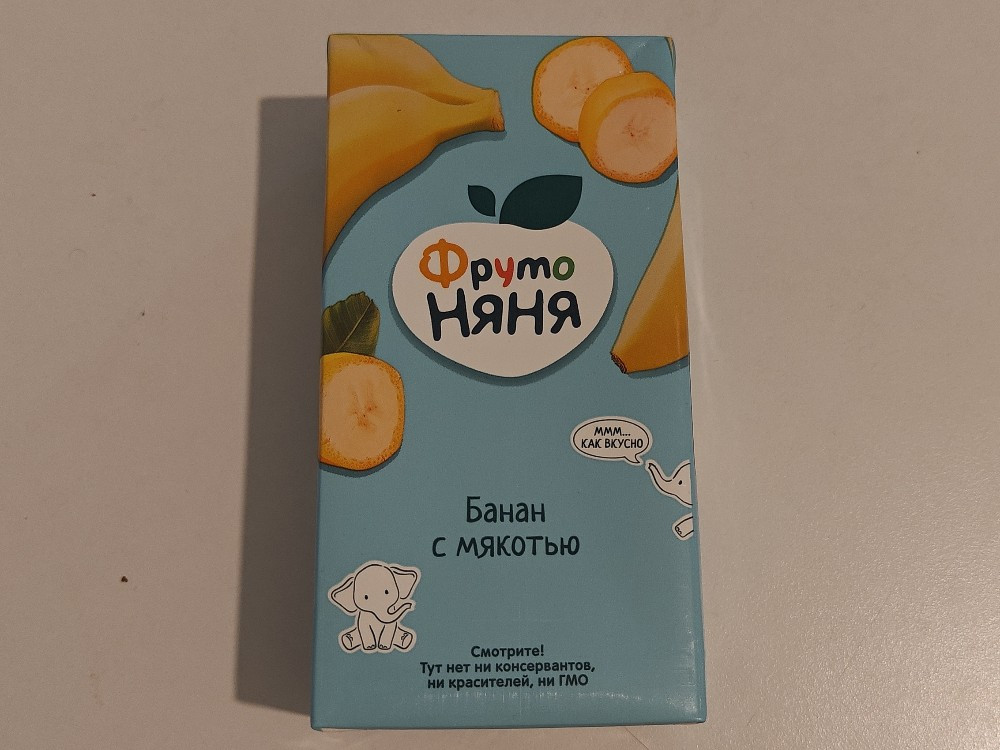 Фруто
НЯНЯ
МММ...
КАК ВКУСНО
Банан
с мякотью
Смотрите!
Тут нет ни консервантов,
ни красителей, ни ГМО